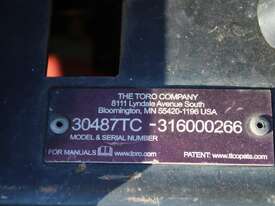 THE TORO COMPANY
8111 Lyndale Avenue South
Bloomington, MN 55420-1196 USA
30487TC -316000266
MODEL & SERIAL NUMBER
FOR MANUALS www.toro.com
PATENT: www.ttcopats.com